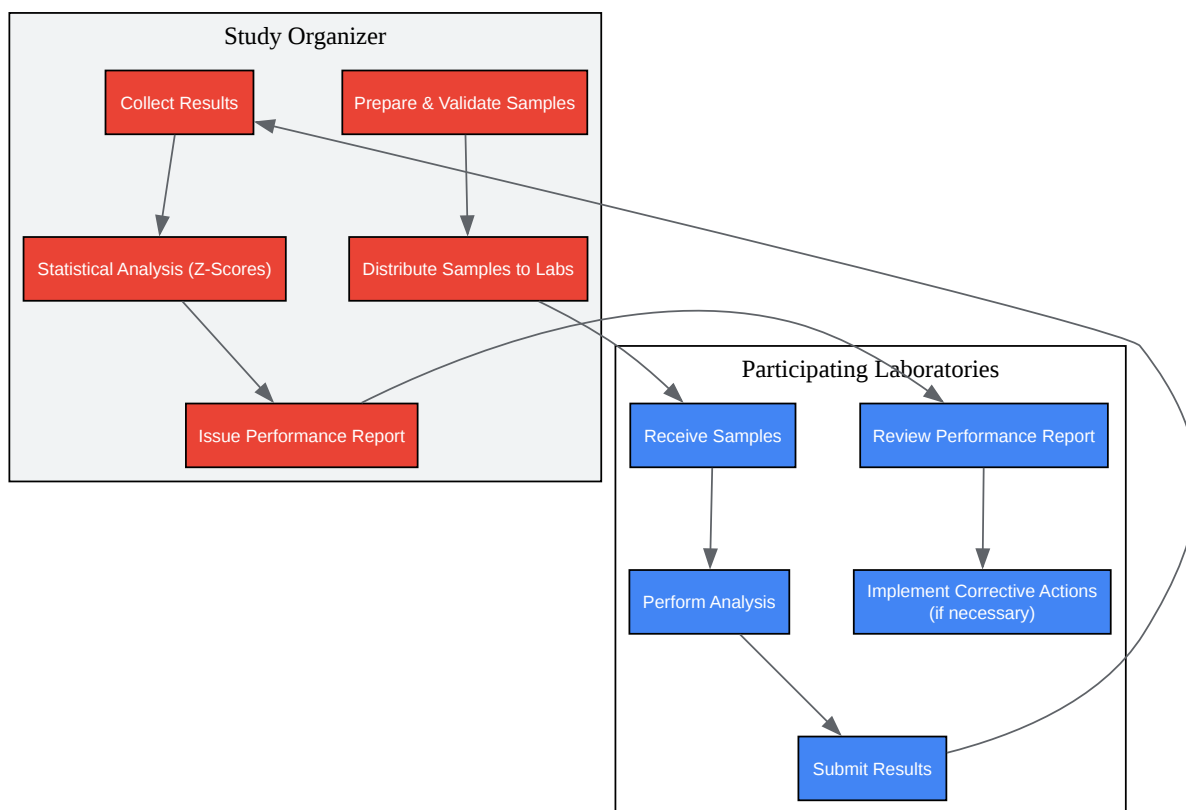 Study Organizer
Collect Results
Prepare & Validate Samples
Statistical Analysis (Z-Scores)
Distribute Samples to Labs
Issue Performance Report
Participating Laboratories
Receive Samples
Review Performance Report
Perform Analysis
Implement Corrective Actions
(if necessary)
Submit Results